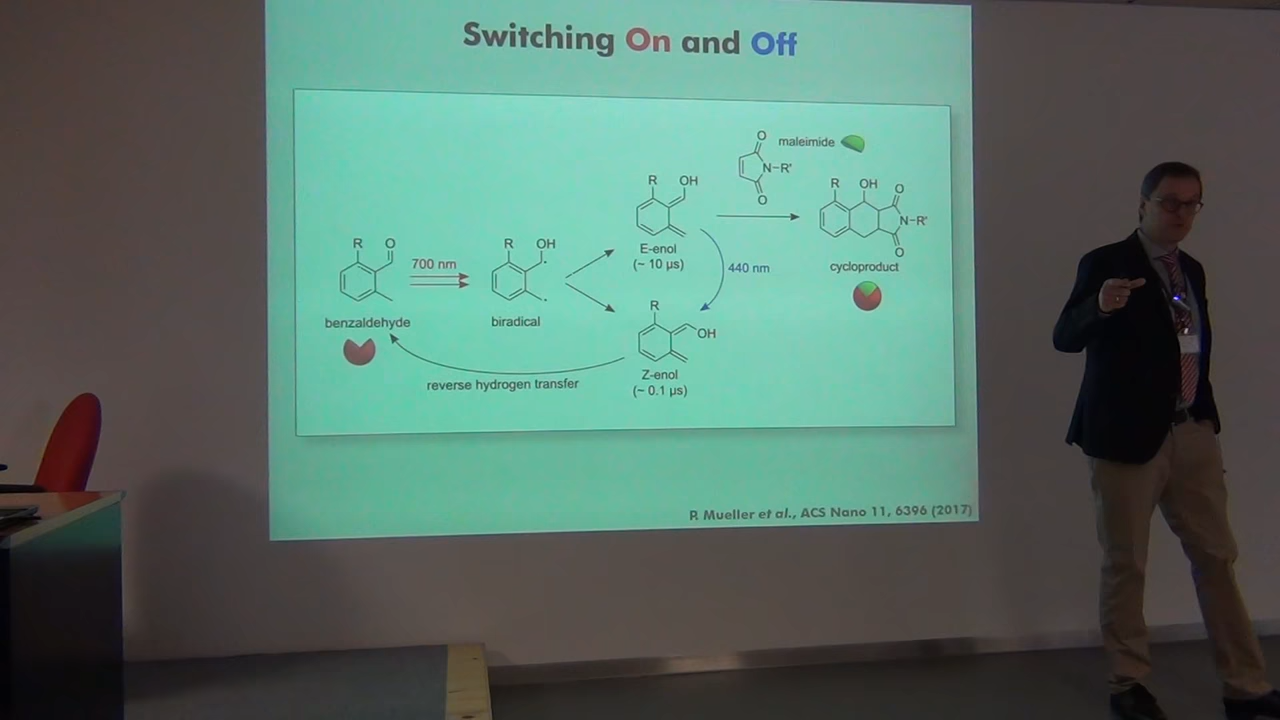 Switching On and Off
O
maleimide
N-R'
O
R OH
R OH O
N-R'
O
E-enol
(~ 10 µs)
440 nm
cycloproduct
R O
700 nm
R OH
benzaldehyde
biradical
R
OH
Z-enol
(~ 0.1 µs)
reverse hydrogen transfer
P. Mueller et al., ACS Nano 11, 6396 (2017)